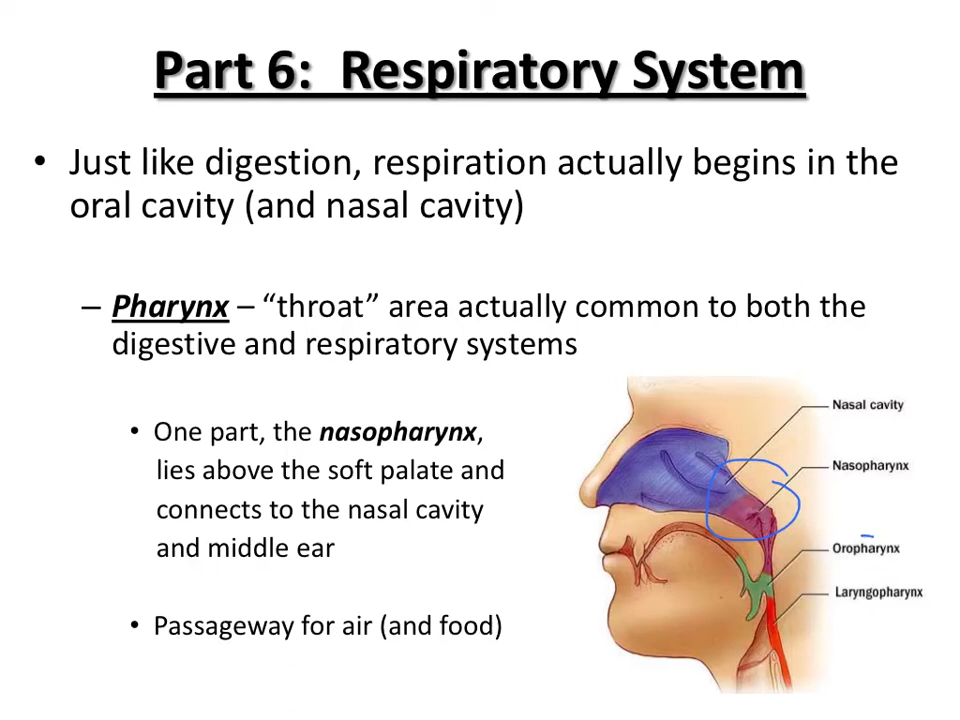 Part 6: Respiratory System
• Just like digestion, respiration actually begins in the
oral cavity (and nasal cavity)
– Pharynx – “throat” area actually common to both the
digestive and respiratory systems
• One part, the nasopharynx,
lies above the soft palate and
connects to the nasal cavity
and middle ear
• Passageway for air (and food)
Nasal cavity
Nasopharynx
Oropharynx
Laryngopharynx